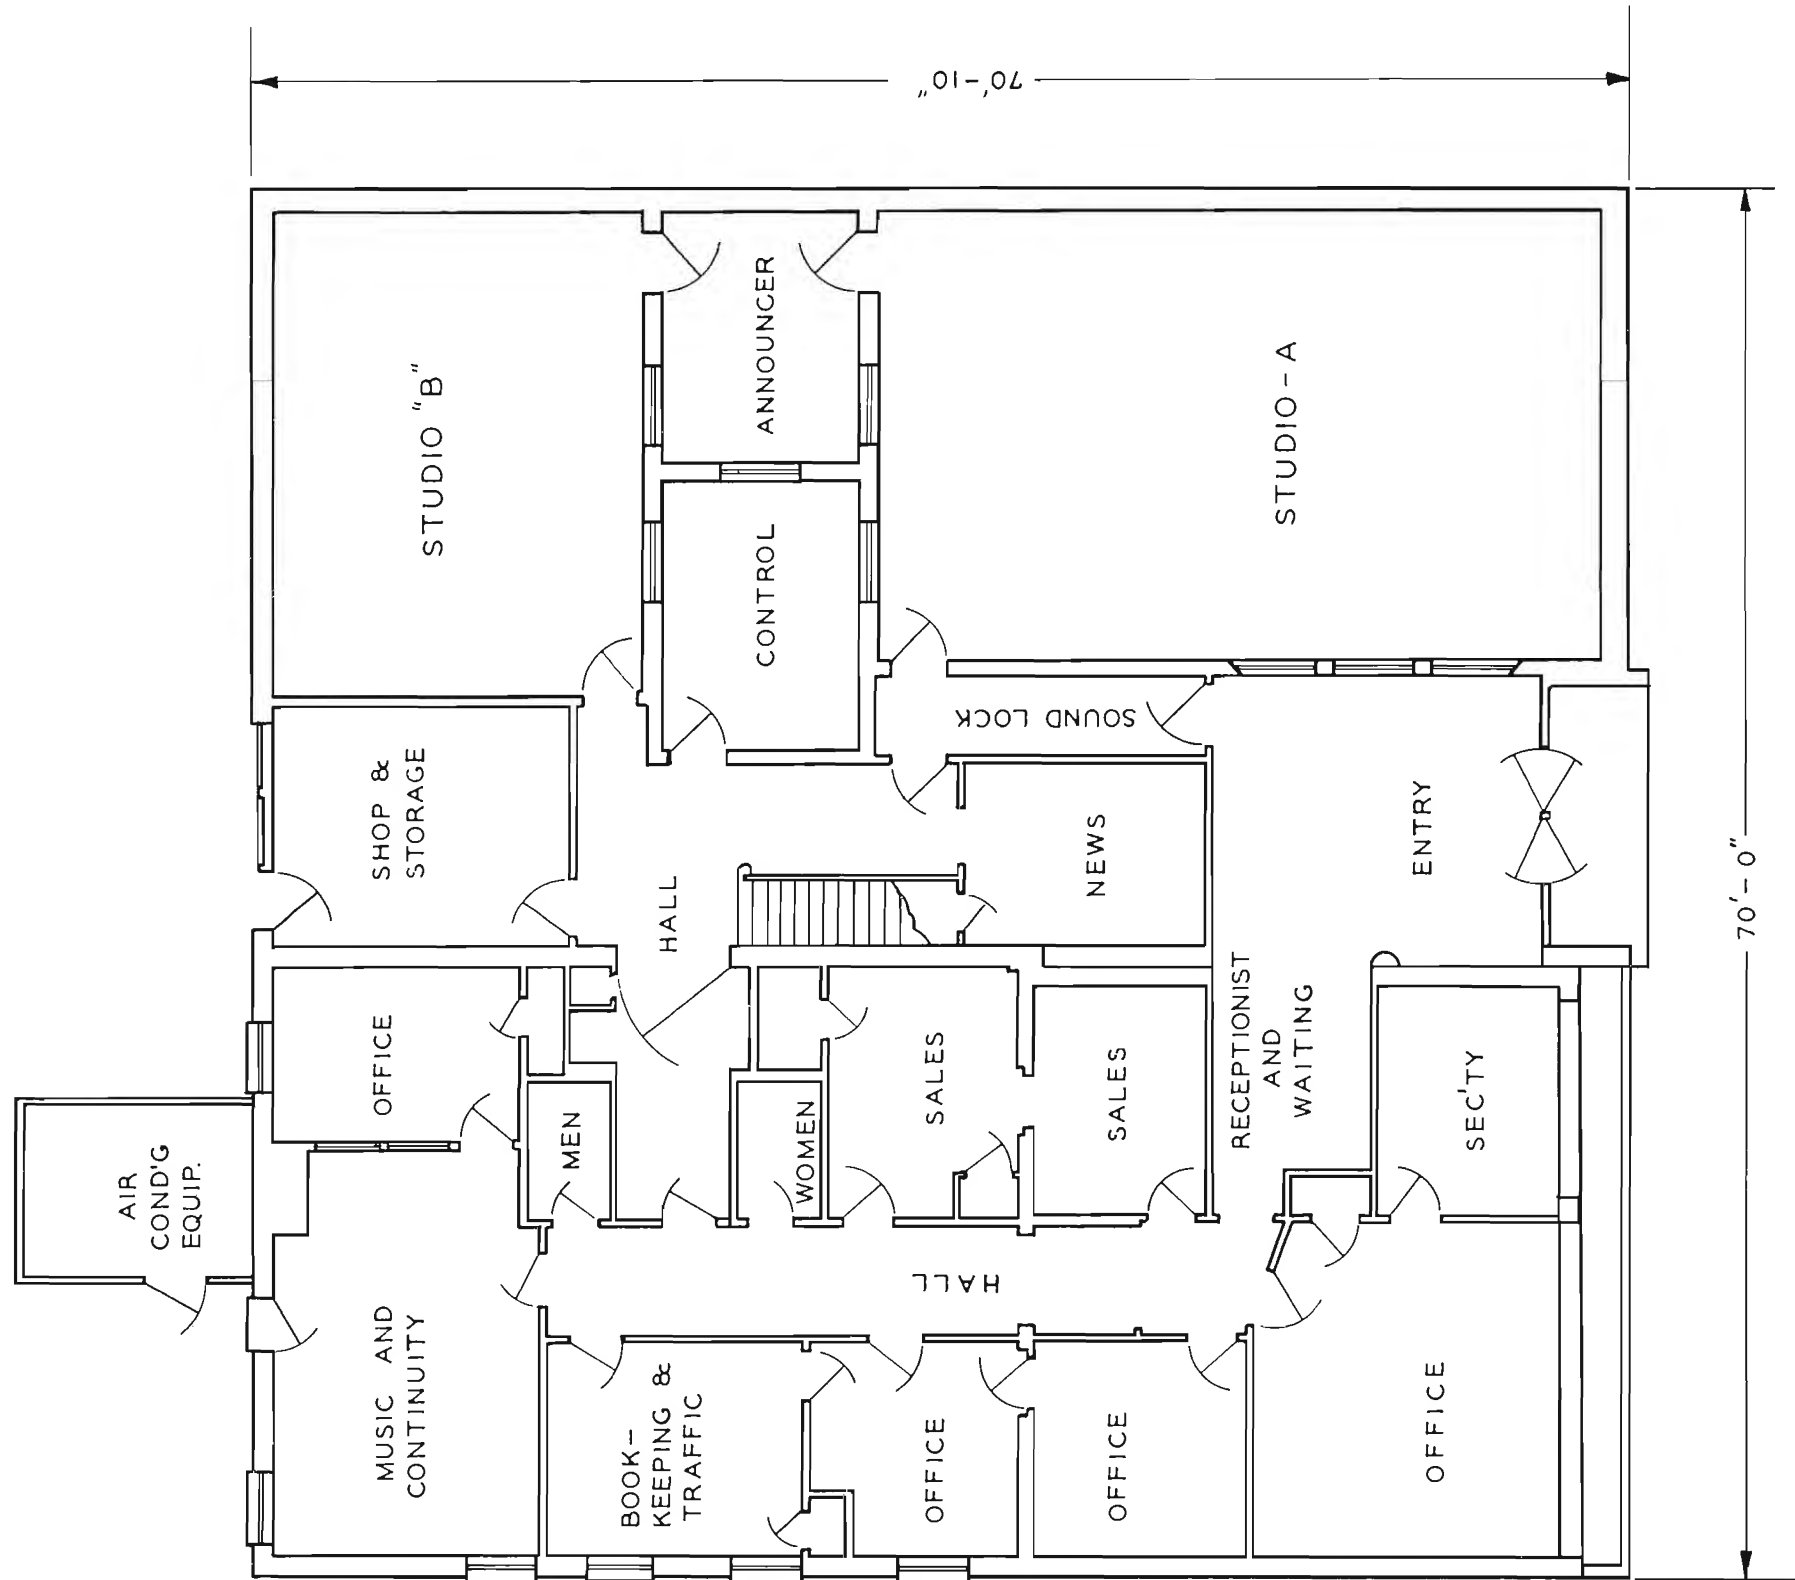 70'-10"
STUDIO "B"
ANNOUNCER
CONTROL
STUDIO-A
SHOP &
STORAGE
SOUND LOCK
HALL
NEWS
ENTRY
70'-0"
AIR
COND'G
EQUIP.
OFFICE
MEN
WOMEN
SALES
SALES
RECEPTIONIST
AND
WAITING
SEC'TY
HALL
MUSIC AND
CONTINUITY
BOOK-
KEEPING &
TRAFFIC
OFFICE
OFFICE
OFFICE